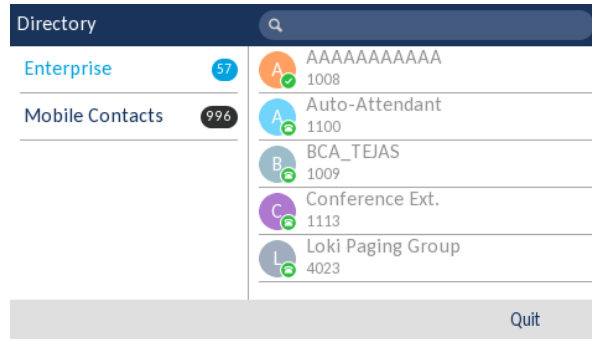 Directory
Enterprise 57
Mobile Contacts 996
A AAAAAAAAAAA
1008
A Auto-Attendant
1100
B BCA_TEJAS
1009
C Conference Ext.
1113
L Loki Paging Group
4023
Quit